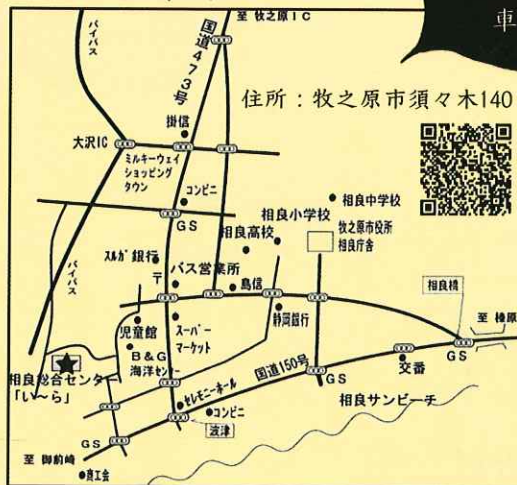 車
至 牧之原IC
バイパス
国道473号
住所：牧之原市須々木140
掛信
大沢IC
ミルキーウェイ
ショッピング
タウン
コンビニ
GS
相良中学校
相良小学校
牧之原市役所
相良庁舎
相良高校
バイパス
スルガ銀行
〒
バス営業所
島信
静岡銀行
相良橋
至 榛原
児童館
スーパー
マーケット
B&G
海洋センター
GS
交番
国道150号
相良総合センター
「い～ら」
セレモニーホール
GS
相良サンビーチ
コンビニ
GS
波津
至 御前崎
商工会